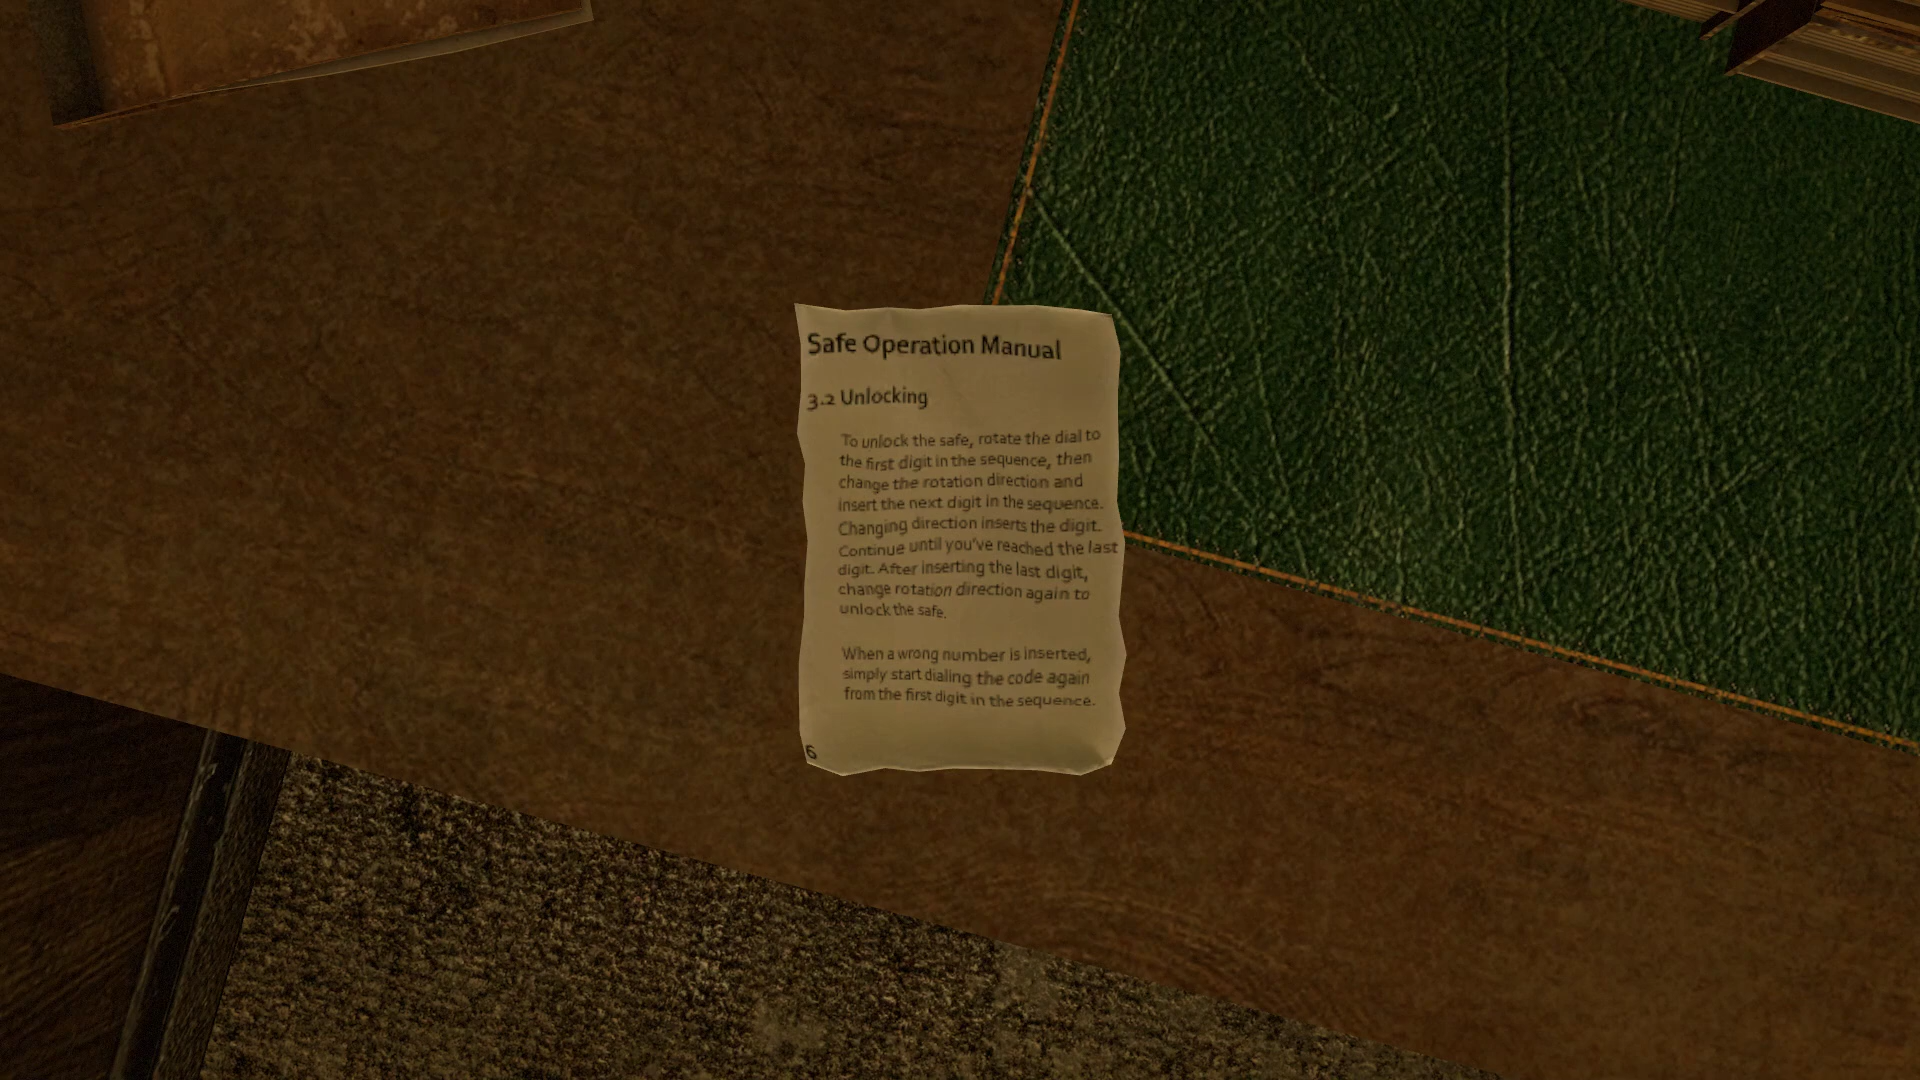 Safe Operation Manual
3.2 Unlocking
To unlock the safe, rotate the dial to
the first digit in the sequence, then
change the rotation direction and
insert the next digit in the sequence.
Changing direction inserts the digit.
Continue until you've reached the last
digit. After inserting the last digit,
change rotation direction again to
unlock the safe.
When a wrong number is inserted,
simply start dialing the code again
from the first digit in the sequence.
6